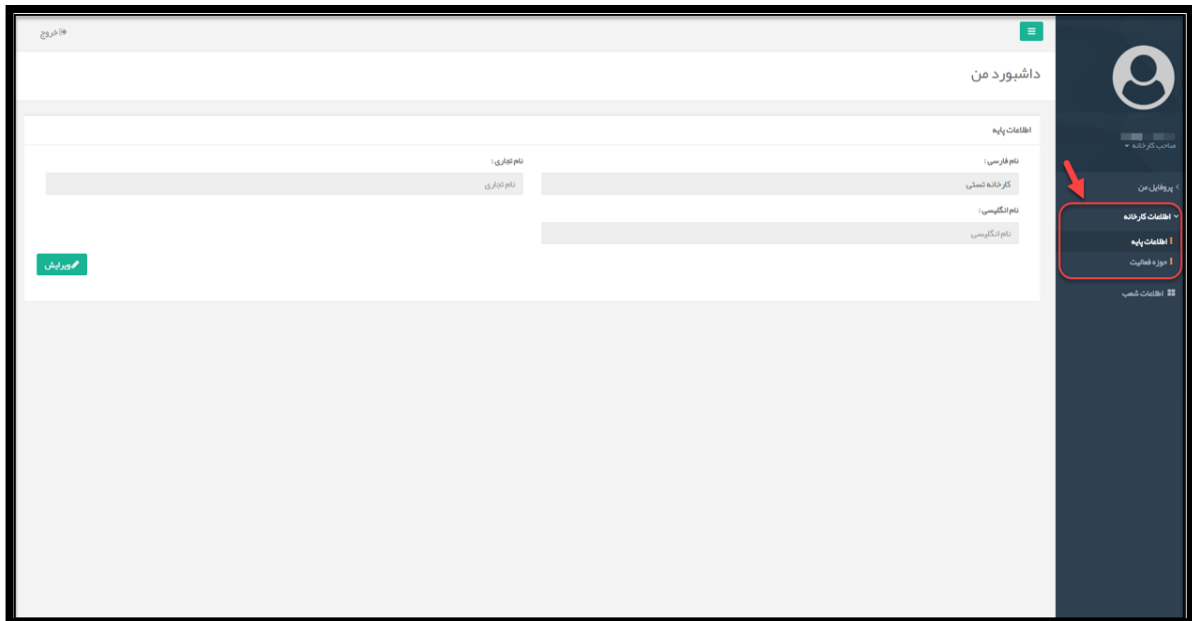 خروج
داشبورد من
اطلاعات پایه
نام فارسی :
نام تجاری :
کارخانه تستی
نام تجاری
نام انگلیسی :
نام انگلیسی
ویرایش
صاحب کارخانه
پروفایل من
اطلاعات کارخانه
اطلاعات پایه
حوزه فعالیت
اطلاعات شعب